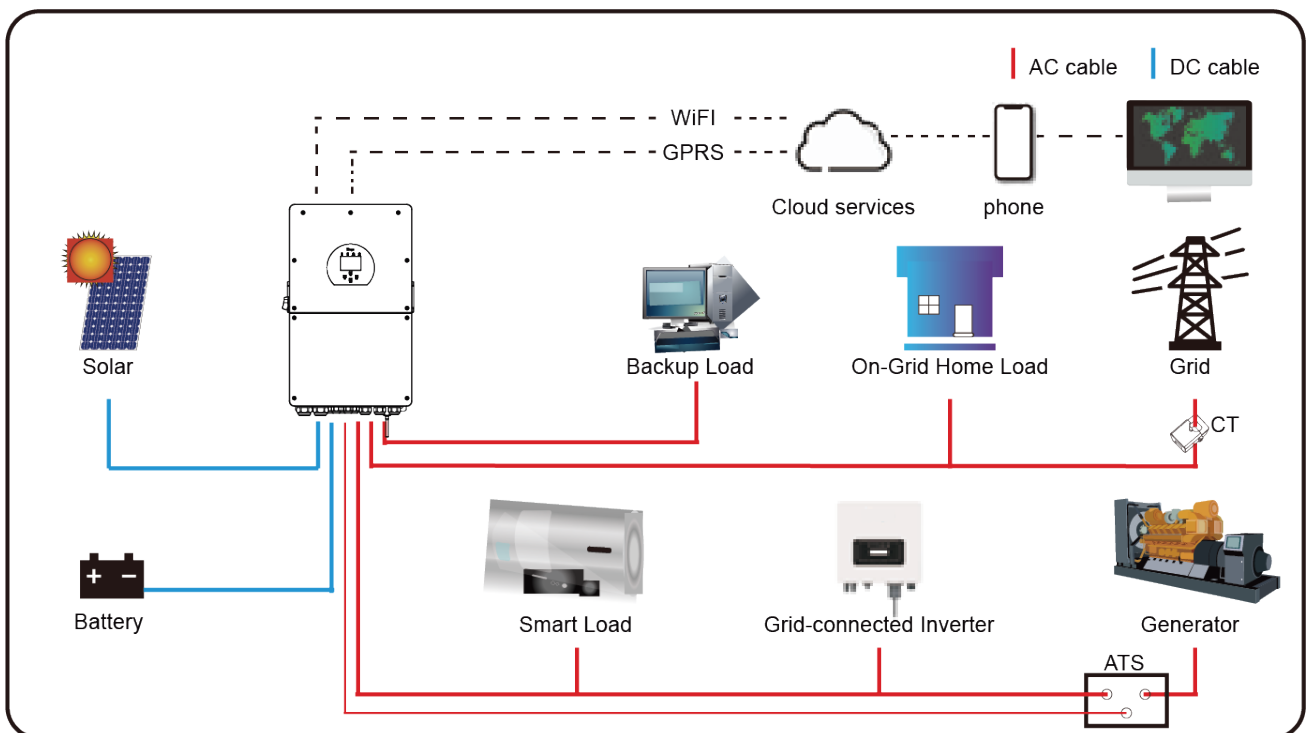 AC cable
DC cable
WiFI
GPRS
Cloud services
phone
Solar
Backup Load
On-Grid Home Load
Grid
CT
+ −
Battery
Smart Load
Grid-connected Inverter
Generator
ATS